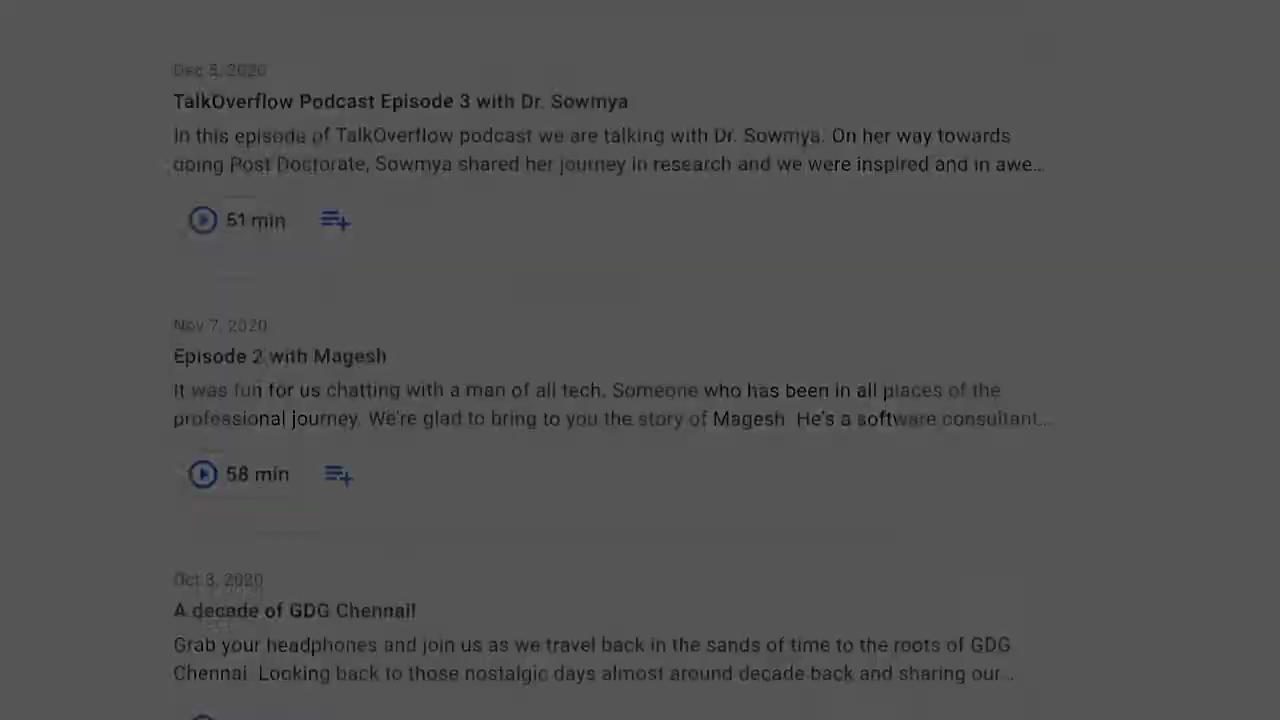 Dec 5, 2020
TalkOverflow Podcast Episode 3 with Dr. Sowmya
In this episode of TalkOverflow podcast we are talking with Dr. Sowmya. On her way towards
doing Post Doctorate, Sowmya shared her journey in research and we were inspired and in awe...
51 min
Nov 7, 2020
Episode 2 with Magesh
It was fun for us chatting with a man of all tech. Someone who has been in all places of the
professional journey. We're glad to bring to you the story of Magesh. He's a software consultant...
58 min
Oct 3, 2020
A decade of GDG Chennai!
Grab your headphones and join us as we travel back in the sands of time to the roots of GDG
Chennai. Looking back to those nostalgic days almost around decade back and sharing our...